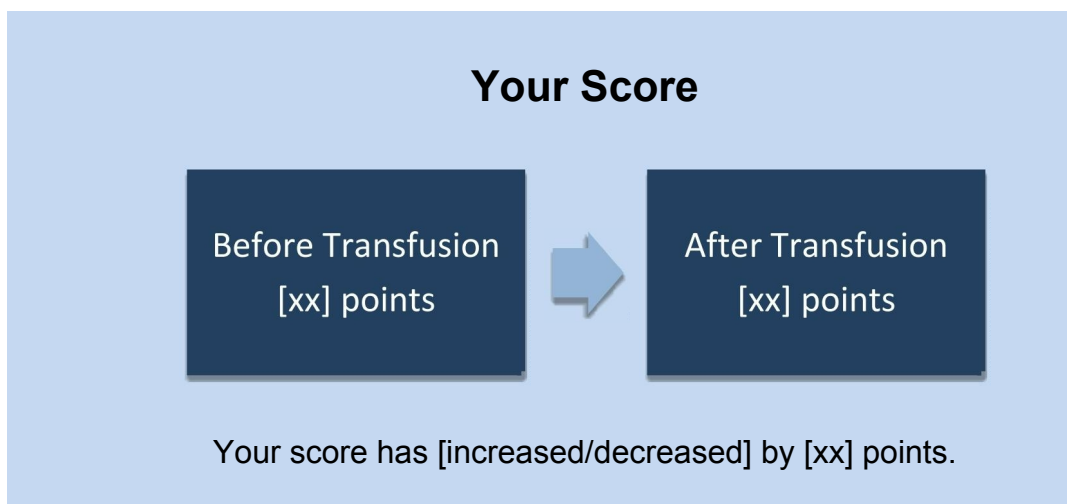 Your Score
Before Transfusion
[xx] points
After Transfusion
[xx] points
Your score has [increased/decreased] by [xx] points.